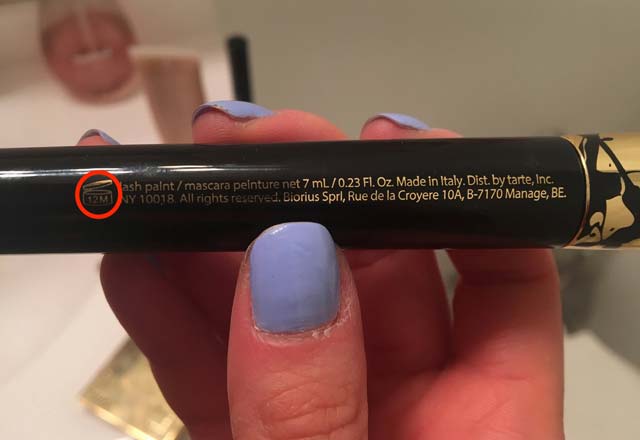 lash paint / mascara peinture net 7 mL / 0.23 Fl. Oz. Made in Italy. Dist. by tarte, Inc.
12M NY 10018. All rights reserved. Biorius Sprl, Rue de la Croyere 10A, B-7170 Manage, BE.